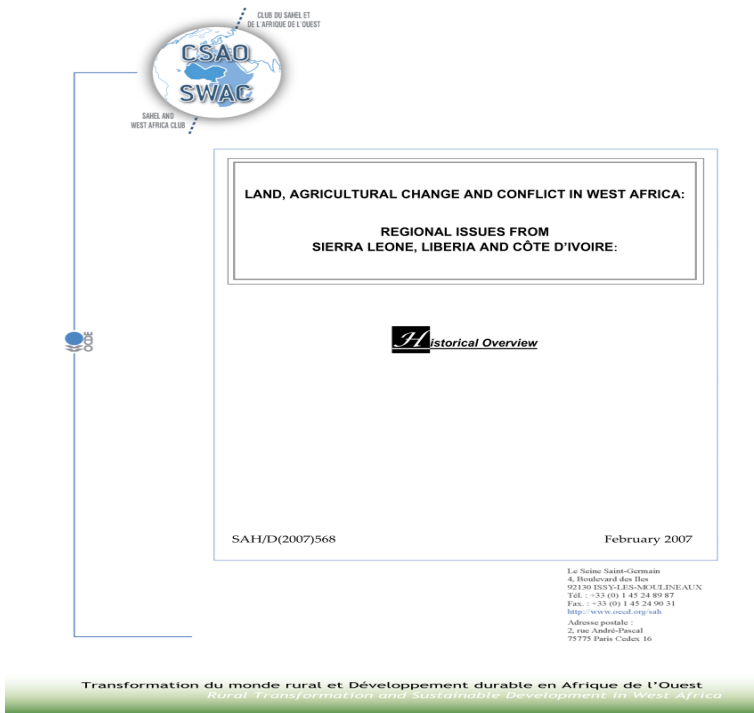 CLUB DU SAHEL ET
DE L'AFRIQUE DE L'OUEST
CSAO
SWAC
SAHEL AND
WEST AFRICA CLUB
LAND, AGRICULTURAL CHANGE AND CONFLICT IN WEST AFRICA:
REGIONAL ISSUES FROM
SIERRA LEONE, LIBERIA AND CÔTE D'IVOIRE:
OCDE
Historical Overview
SAH/D(2007)568 February 2007
Le Seine Saint-Germain
4, Boulevard des Iles
92130 ISSY-LES-MOULINEAUX
Tél. : +33 (0) 1 45 24 89 87
Fax. : +33 (0) 1 45 24 90 31
http://www.oecd.org/sah
Adresse postale :
2, rue André-Pascal
75775 Paris Cedex 16
Transformation du monde rural et Développement durable en Afrique de l'Ouest
Rural Transformation and Sustainable Development in West Africa